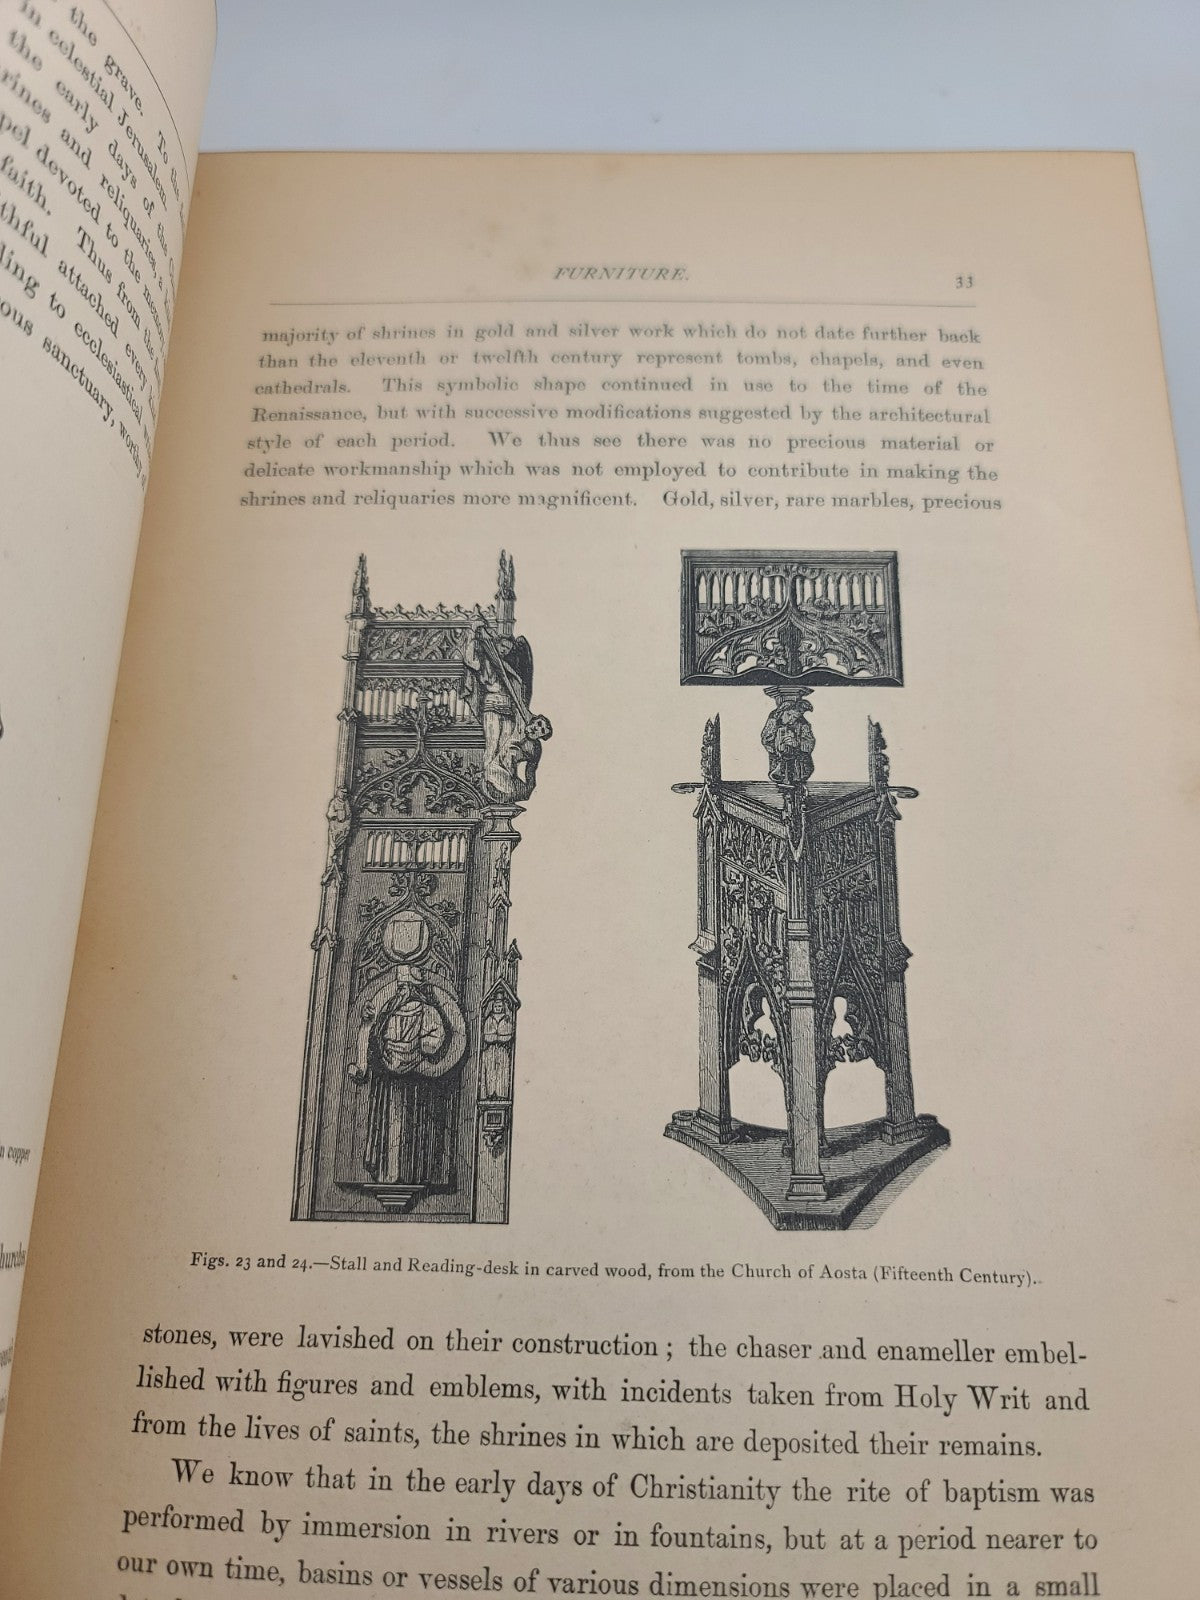 the grave. To the
in celestial Jerusalem.
the early days of the
shrines and reliquaries, a
devoted to the memory
faith. Thus from the
attached every
to ecclesiastical
sanctuary, worthy of
in copper
FURNITURE.
33
majority of shrines in gold and silver work which do not date further back
than the eleventh or twelfth century represent tombs, chapels, and even
cathedrals. This symbolic shape continued in use to the time of the
Renaissance, but with successive modifications suggested by the architectural
style of each period. We thus see there was no precious material or
delicate workmanship which was not employed to contribute in making the
shrines and reliquaries more magnificent. Gold, silver, rare marbles, precious
Figs. 23 and 24.—Stall and Reading-desk in carved wood, from the Church of Aosta (Fifteenth Century).
stones, were lavished on their construction ; the chaser and enameller embel-
lished with figures and emblems, with incidents taken from Holy Writ and
from the lives of saints, the shrines in which are deposited their remains.
We know that in the early days of Christianity the rite of baptism was
performed by immersion in rivers or in fountains, but at a period nearer to
our own time, basins or vessels of various dimensions were placed in a small